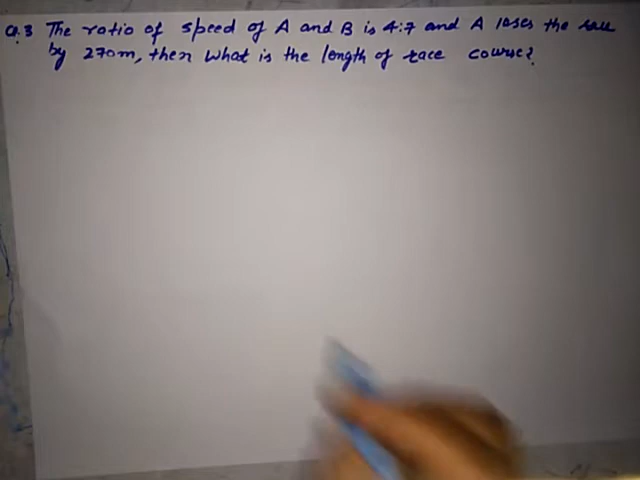 Q.3 The ratio of speed of A and B is 4:7 and A loses the race
by 270m, then what is the length of race course?